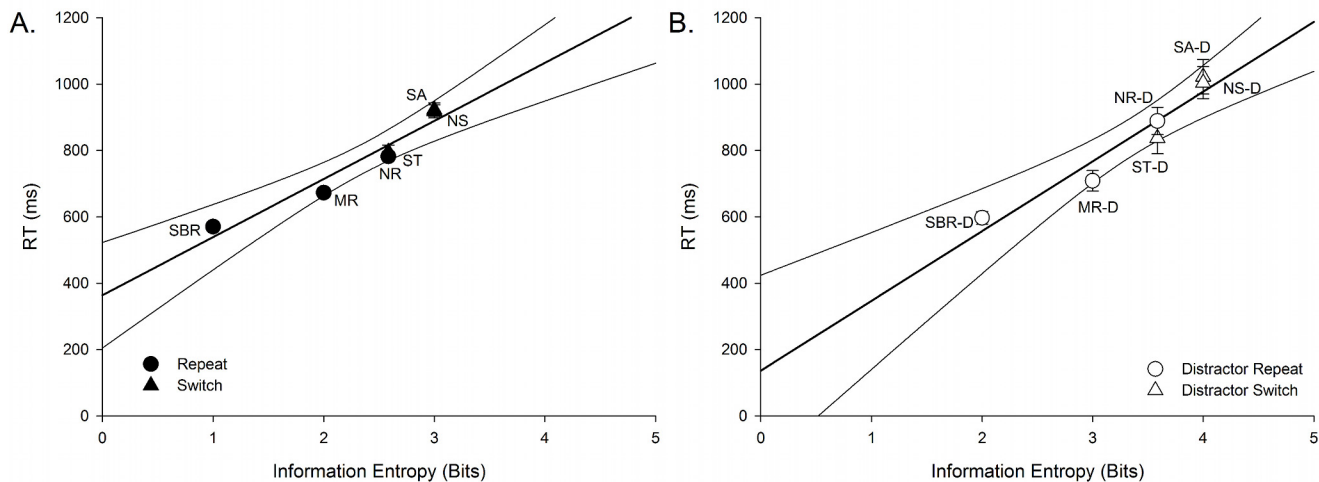 A.
1200
1000
800
600
400
200
0
RT (ms)
SA
NS
ST
NR
MR
SBR
Repeat
Switch
0 1 2 3 4 5
Information Entropy (Bits)
B.
1200
1000
800
600
400
200
0
RT (ms)
SA-D
NS-D
NR-D
ST-D
MR-D
SBR-D
Distractor Repeat
Distractor Switch
0 1 2 3 4 5
Information Entropy (Bits)